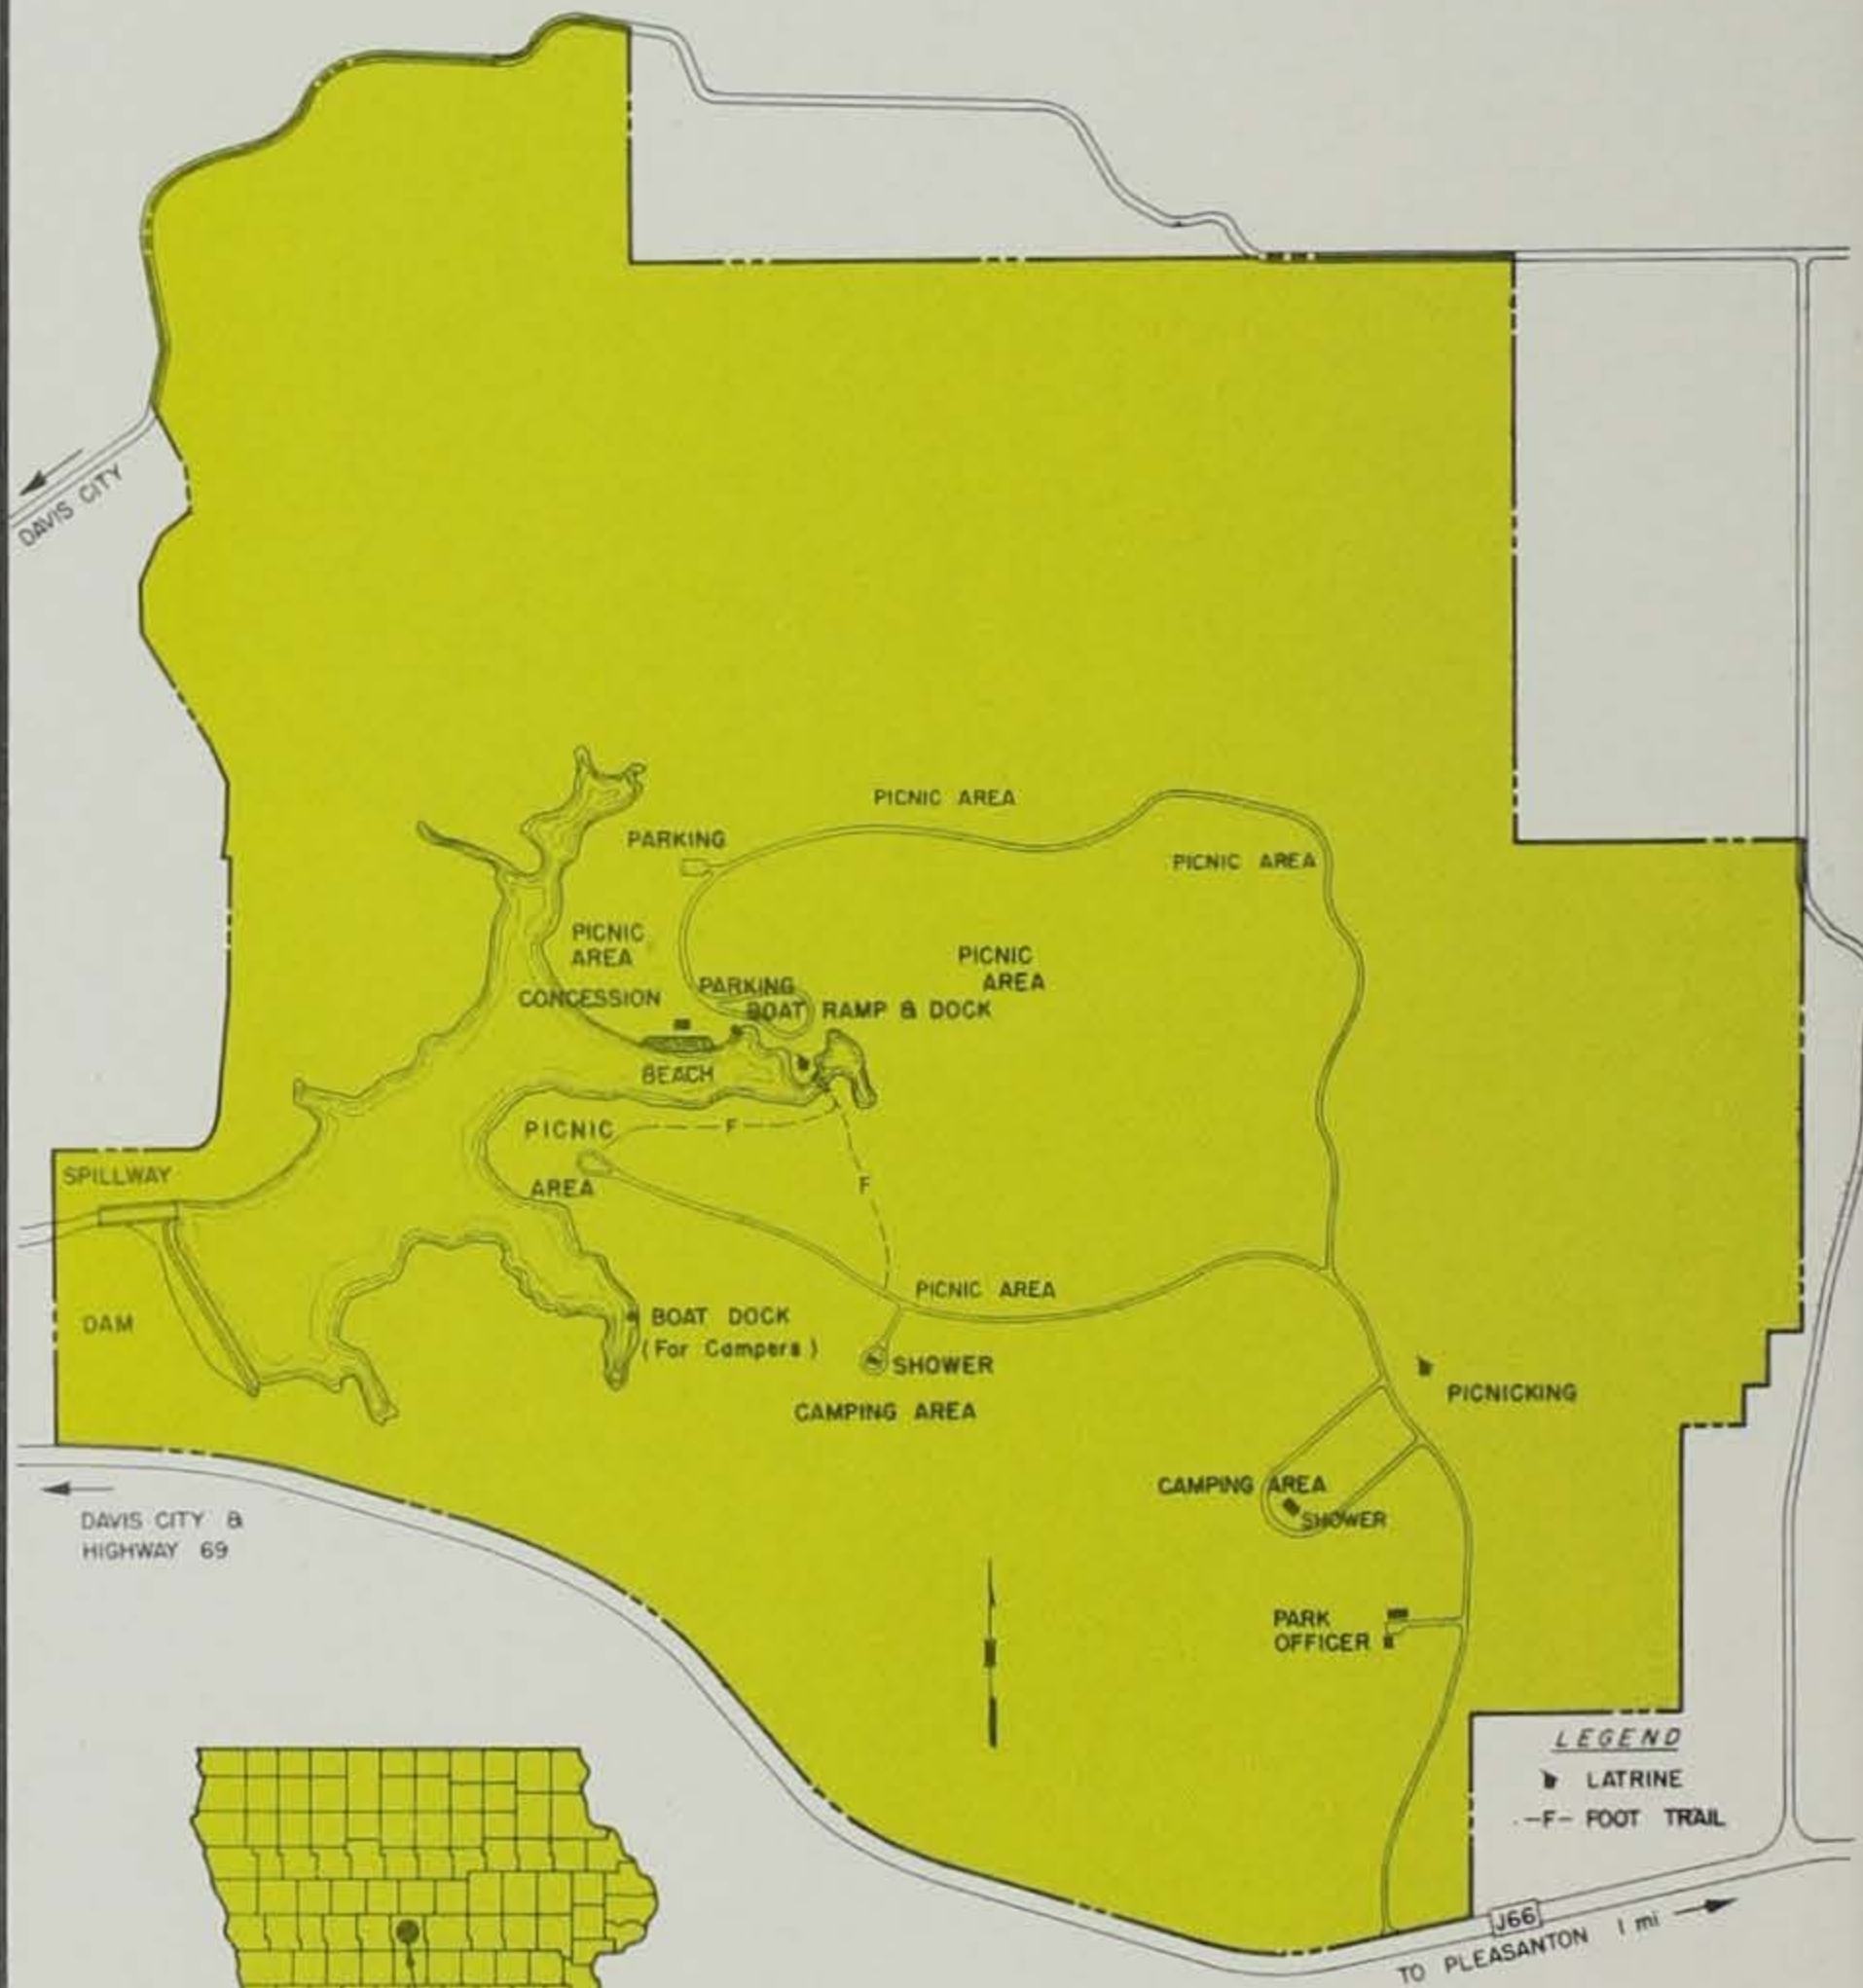 DAVIS CITY
PICNIC AREA
PARKING
PICNIC AREA
PICNIC
AREA
PICNIC
AREA
CONCESSION
PARKING
BOAT RAMP & DOCK
BEACH
PICNIC
F
SPILLWAY
AREA
F
PICNIC AREA
DAM
BOAT DOCK
(For Campers)
SHOWER
PICNICKING
CAMPING AREA
CAMPING AREA
SHOWER
DAVIS CITY &
HIGHWAY 69
PARK
OFFICER
LEGEND
LATRINE
-F- FOOT TRAIL
J66
TO PLEASANTON 1 mi